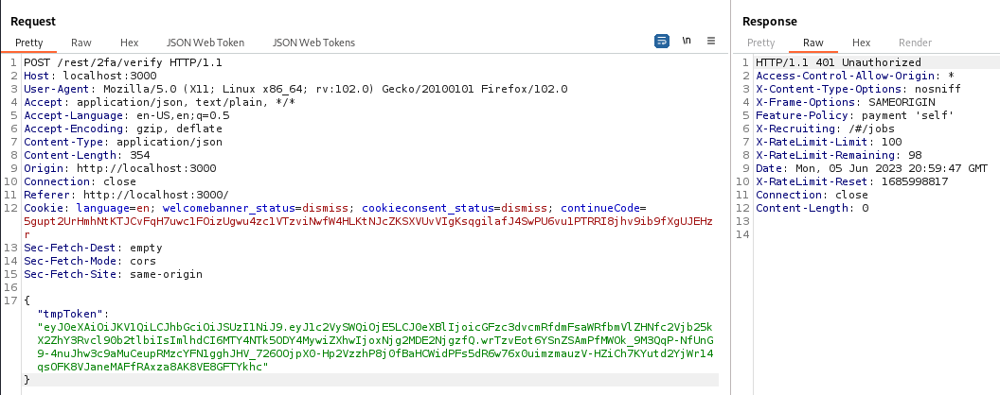 Request
Pretty Raw Hex JSON Web Token JSON Web Tokens \n
1 POST /rest/2fa/verify HTTP/1.1
2 Host: localhost:3000
3 User-Agent: Mozilla/5.0 (X11; Linux x86_64; rv:102.0) Gecko/20100101 Firefox/102.0
4 Accept: application/json, text/plain, */*
5 Accept-Language: en-US,en;q=0.5
6 Accept-Encoding: gzip, deflate
7 Content-Type: application/json
8 Content-Length: 354
9 Origin: http://localhost:3000
10 Connection: close
11 Referer: http://localhost:3000/
12 Cookie: language=en; welcomebanner_status=dismiss; cookieconsent_status=dismiss; continueCode=
5gupt2UrHmhNtKTJCvFqH7uwc1FOizUgwu4zc1VTzviNwfW4HLKtNJcZKSXVUvVIgKsqgilafJ4SwPU6vu1PTRRI8jhv9ib9fXgUJEHz
r
13 Sec-Fetch-Dest: empty
14 Sec-Fetch-Mode: cors
15 Sec-Fetch-Site: same-origin
16
17 {
"tmpToken":
"eyJ0eXAiOiJKV1QiLCJhbGciOiJSUzI1NiJ9.eyJ1c2VySWQiOjE5LCJ0eXBlIjoicGFzc3dvcmRfdmFsaWRfbmVlZHNfc2Vjb25k
X2ZhY3Rvcl90b2tlbiIsImlhdCI6MTY4NTk5ODY4MywiZXhwIjoxNjg2MDE2NjgzfQ.wrTzvEot6YSnZSAmPfMWOk_9M3QqP-NfUnG
9-4nuJhw3c9aMuCeupRMzcYFN1gghJHV_7260OjpX0-Hp2VzzhP8jOfBaHCWidPFs5dR6w76xOuimzmauzV-HZiCh7KYutd2YjWr14
qsOFK8VJaneMAFfRAxza8AK8VE8GFTYkhc"
}
Response
Pretty Raw Hex Render
1 HTTP/1.1 401 Unauthorized
2 Access-Control-Allow-Origin: *
3 X-Content-Type-Options: nosniff
4 X-Frame-Options: SAMEORIGIN
5 Feature-Policy: payment 'self'
6 X-Recruiting: /#/jobs
7 X-RateLimit-Limit: 100
8 X-RateLimit-Remaining: 98
9 Date: Mon, 05 Jun 2023 20:59:47 GMT
10 X-RateLimit-Reset: 1685998817
11 Connection: close
12 Content-Length: 0
13
14